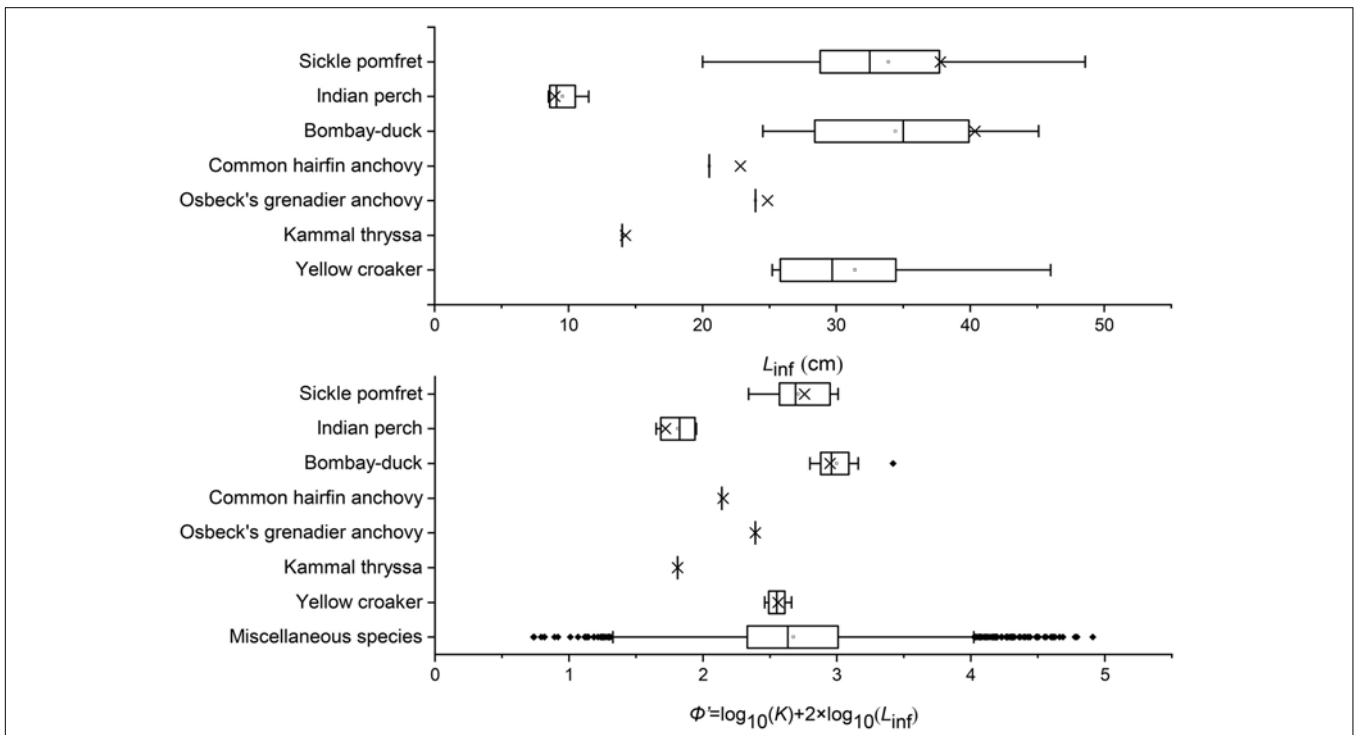 Sickle pomfret
Indian perch
Bombay-duck
Common hairfin anchovy
Osbeck's grenadier anchovy
Kammal thryssa
Yellow croaker
0 10 20 30 40 50
L_inf (cm)
Sickle pomfret
Indian perch
Bombay-duck
Common hairfin anchovy
Osbeck's grenadier anchovy
Kammal thryssa
Yellow croaker
Miscellaneous species
0 1 2 3 4 5
Φ'=log10(K)+2×log10(Linf)